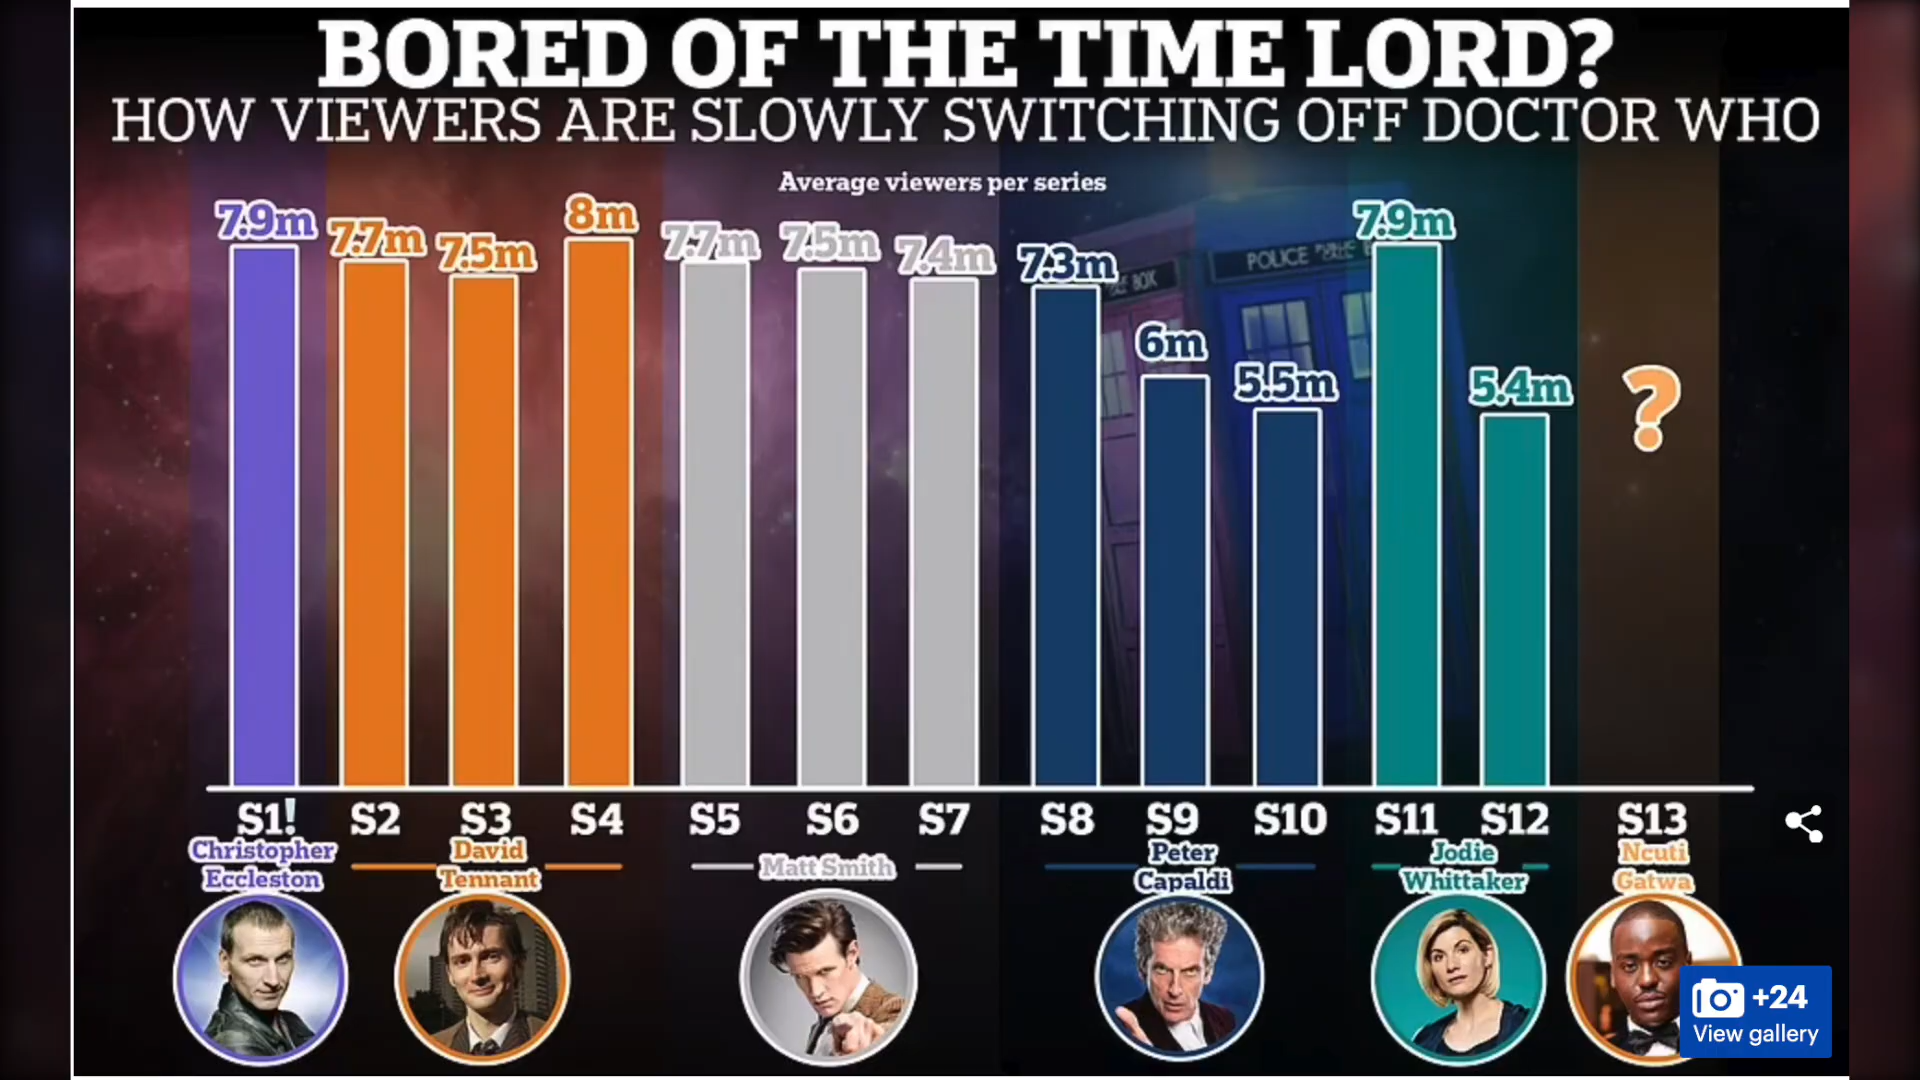 BORED OF THE TIME LORD?
HOW VIEWERS ARE SLOWLY SWITCHING OFF DOCTOR WHO
Average viewers per series
7.9m
7.7m
7.5m
8m
7.7m
7.5m
7.4m
7.3m
6m
5.5m
7.9m
5.4m
?
BOX
POLICE
S1!
S2
S3
S4
S5
S6
S7
S8
S9
S10
S11
S12
S13
Christopher
Eccleston
David
Tennant
Matt Smith
Peter
Capaldi
Jodie
Whittaker
Ncuti
Gatwa
+24
View gallery